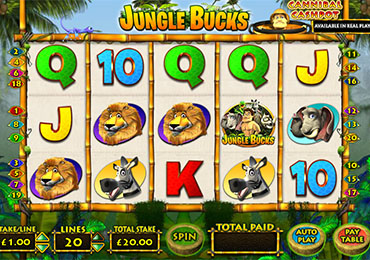 JUNGLE BUCKS
CANNIBAL
CASHPOT
AVAILABLE IN REAL PLAY
Q 10 Q Q J
J Q
JUNGLE BUCKS
K 10
TAKE/LINE LINES TOTAL STAKE TOTAL PAID
£1.00 20 £20.00 SPIN AUTO PLAY PAY TABLE